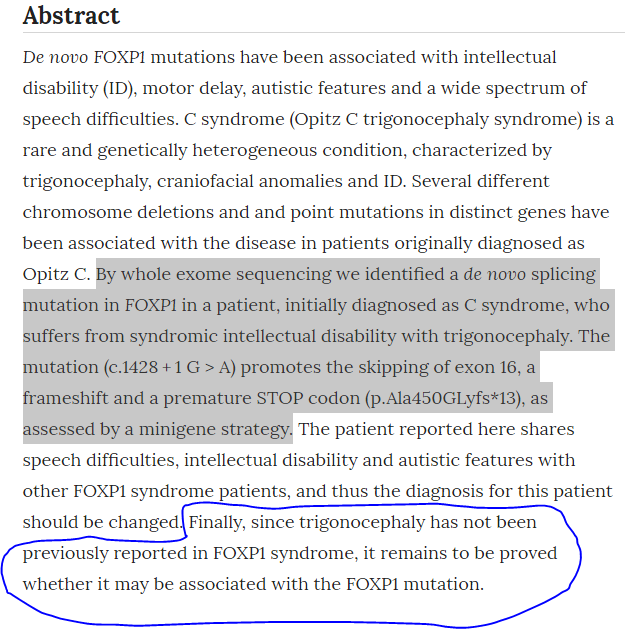 Abstract
De novo FOXP1 mutations have been associated with intellectual
disability (ID), motor delay, autistic features and a wide spectrum of
speech difficulties. C syndrome (Opitz C trigonocephaly syndrome) is a
rare and genetically heterogeneous condition, characterized by
trigonocephaly, craniofacial anomalies and ID. Several different
chromosome deletions and and point mutations in distinct genes have
been associated with the disease in patients originally diagnosed as
Opitz C. By whole exome sequencing we identified a de novo splicing
mutation in FOXP1 in a patient, initially diagnosed as C syndrome, who
suffers from syndromic intellectual disability with trigonocephaly. The
mutation (c.1428 + 1 G > A) promotes the skipping of exon 16, a
frameshift and a premature STOP codon (p.Ala450GLyfs*13), as
assessed by a minigene strategy. The patient reported here shares
speech difficulties, intellectual disability and autistic features with
other FOXP1 syndrome patients, and thus the diagnosis for this patient
should be changed. Finally, since trigonocephaly has not been
previously reported in FOXP1 syndrome, it remains to be proved
whether it may be associated with the FOXP1 mutation.